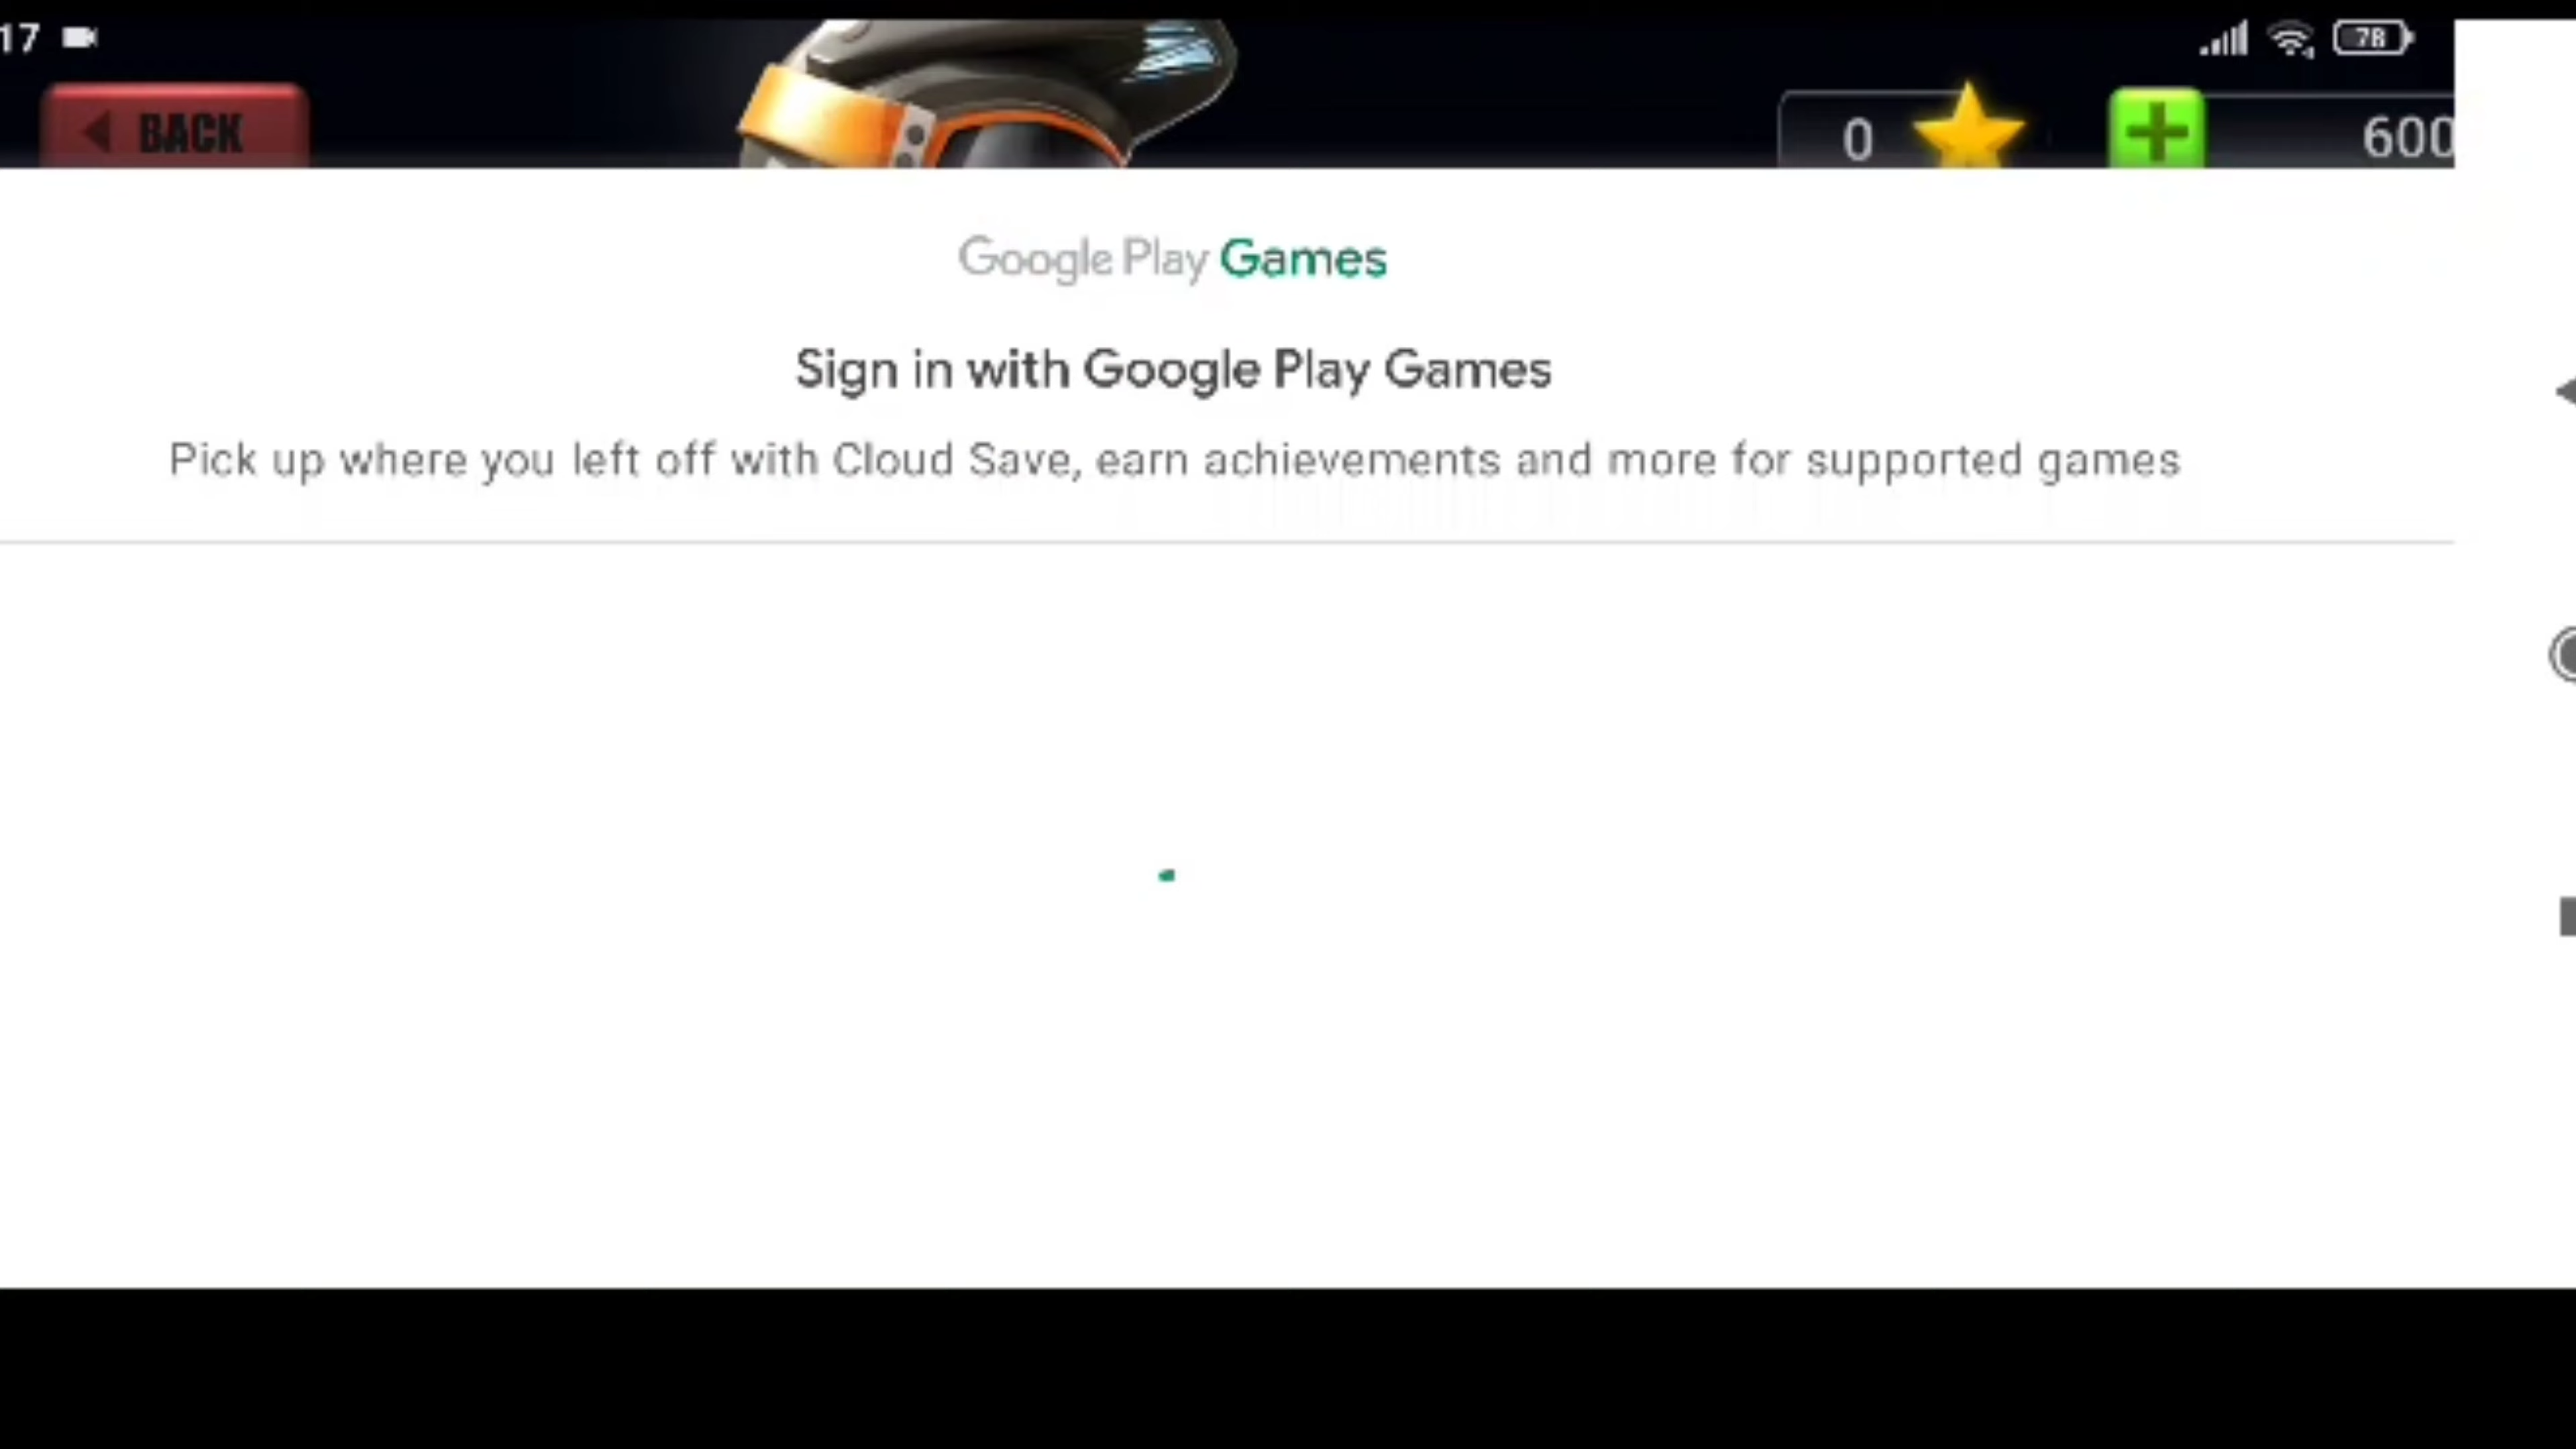 17
78
BACK
0
600
Google Play Games
Sign in with Google Play Games
Pick up where you left off with Cloud Save, earn achievements and more for supported games